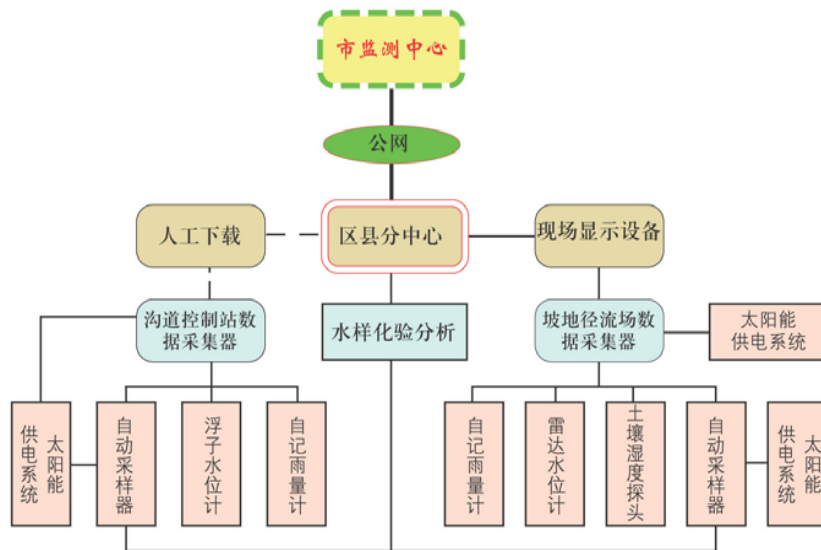 市监测中心
公网
人工下载
区县分中心
现场显示设备
沟道控制站数
据采集器
水样化验分析
坡地径流场数
据采集器
太阳能
供电系统
太阳能
供电系统
自动采样器
浮子水位计
自记雨量计
自记雨量计
雷达水位计
土壤湿度探头
自动采样器
太阳能
供电系统